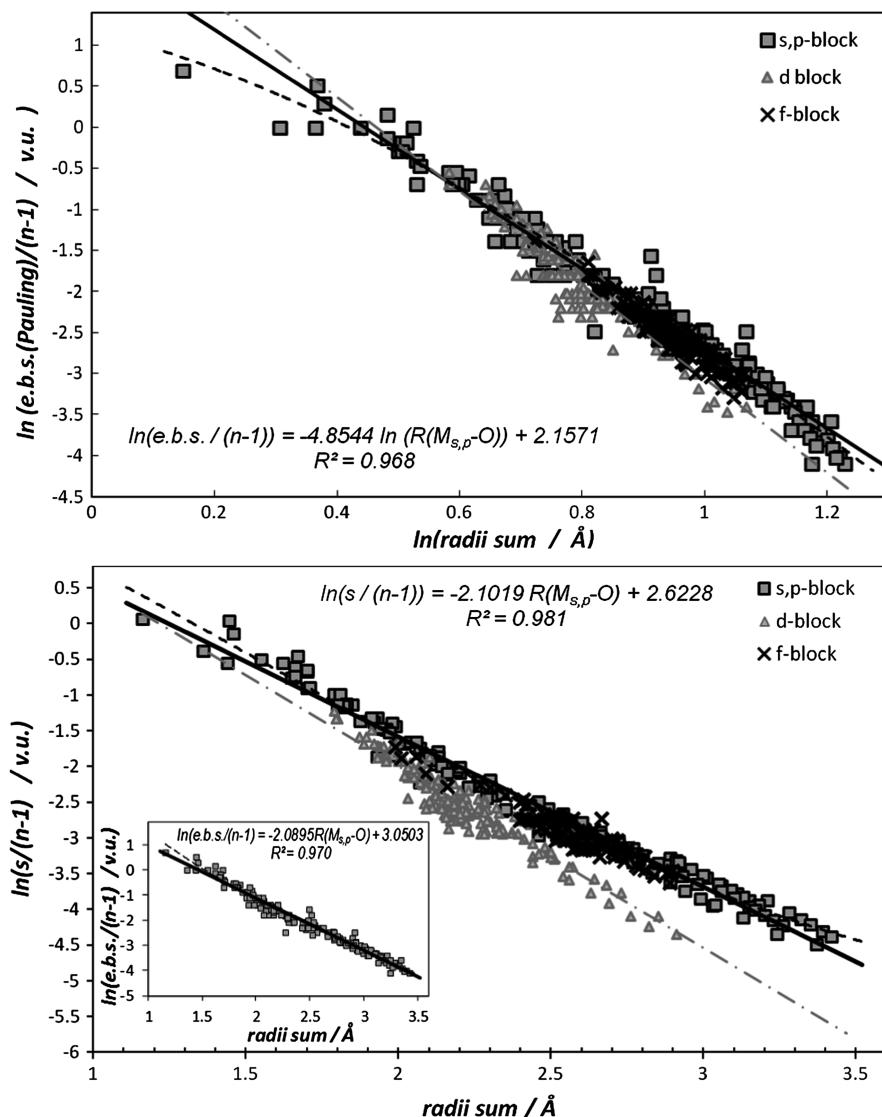 ln (e.b.s.(Pauling)/(n-1) / v.u. )
1
0.5
0
-0.5
-1
-1.5
-2
-2.5
-3
-3.5
-4
-4.5
s,p-block
d block
f-block
ln(e.b.s. / (n-1)) = -4.8544 ln (R(Ms,p-O)) + 2.1571
R² = 0.968
0 0.2 0.4 0.6 0.8 1 1.2
ln(radii sum / Å)
ln(s/(n-1) / v.u.)
0.5
0
-0.5
-1
-1.5
-2
-2.5
-3
-3.5
-4
-4.5
-5
-5.5
-6
ln(s / (n-1)) = -2.1019 R(Ms,p-O) + 2.6228
R² = 0.981
s,p-block
d-block
f-block
ln(e.b.s./(n-1) / v.u.)
1
0
-1
-2
-3
-4
-5
ln(e.b.s./(n-1) = -2.0895R(Ms,p-O) + 3.0503
R² = 0.970
1 1.5 2 2.5 3 3.5
radii sum / Å
1 1.5 2 2.5 3 3.5
radii sum / Å